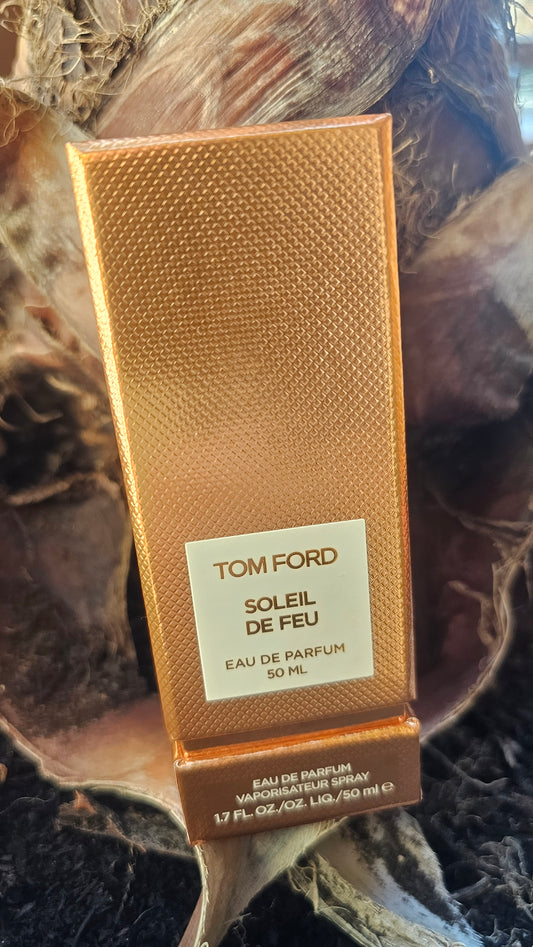 TOM FORD
SOLEIL
DE FEU
EAU DE PARFUM
50 ML
EAU DE PARFUM
VAPORISATEUR SPRAY
1.7 FL. OZ./OZ. LIQ./50 ml ℮